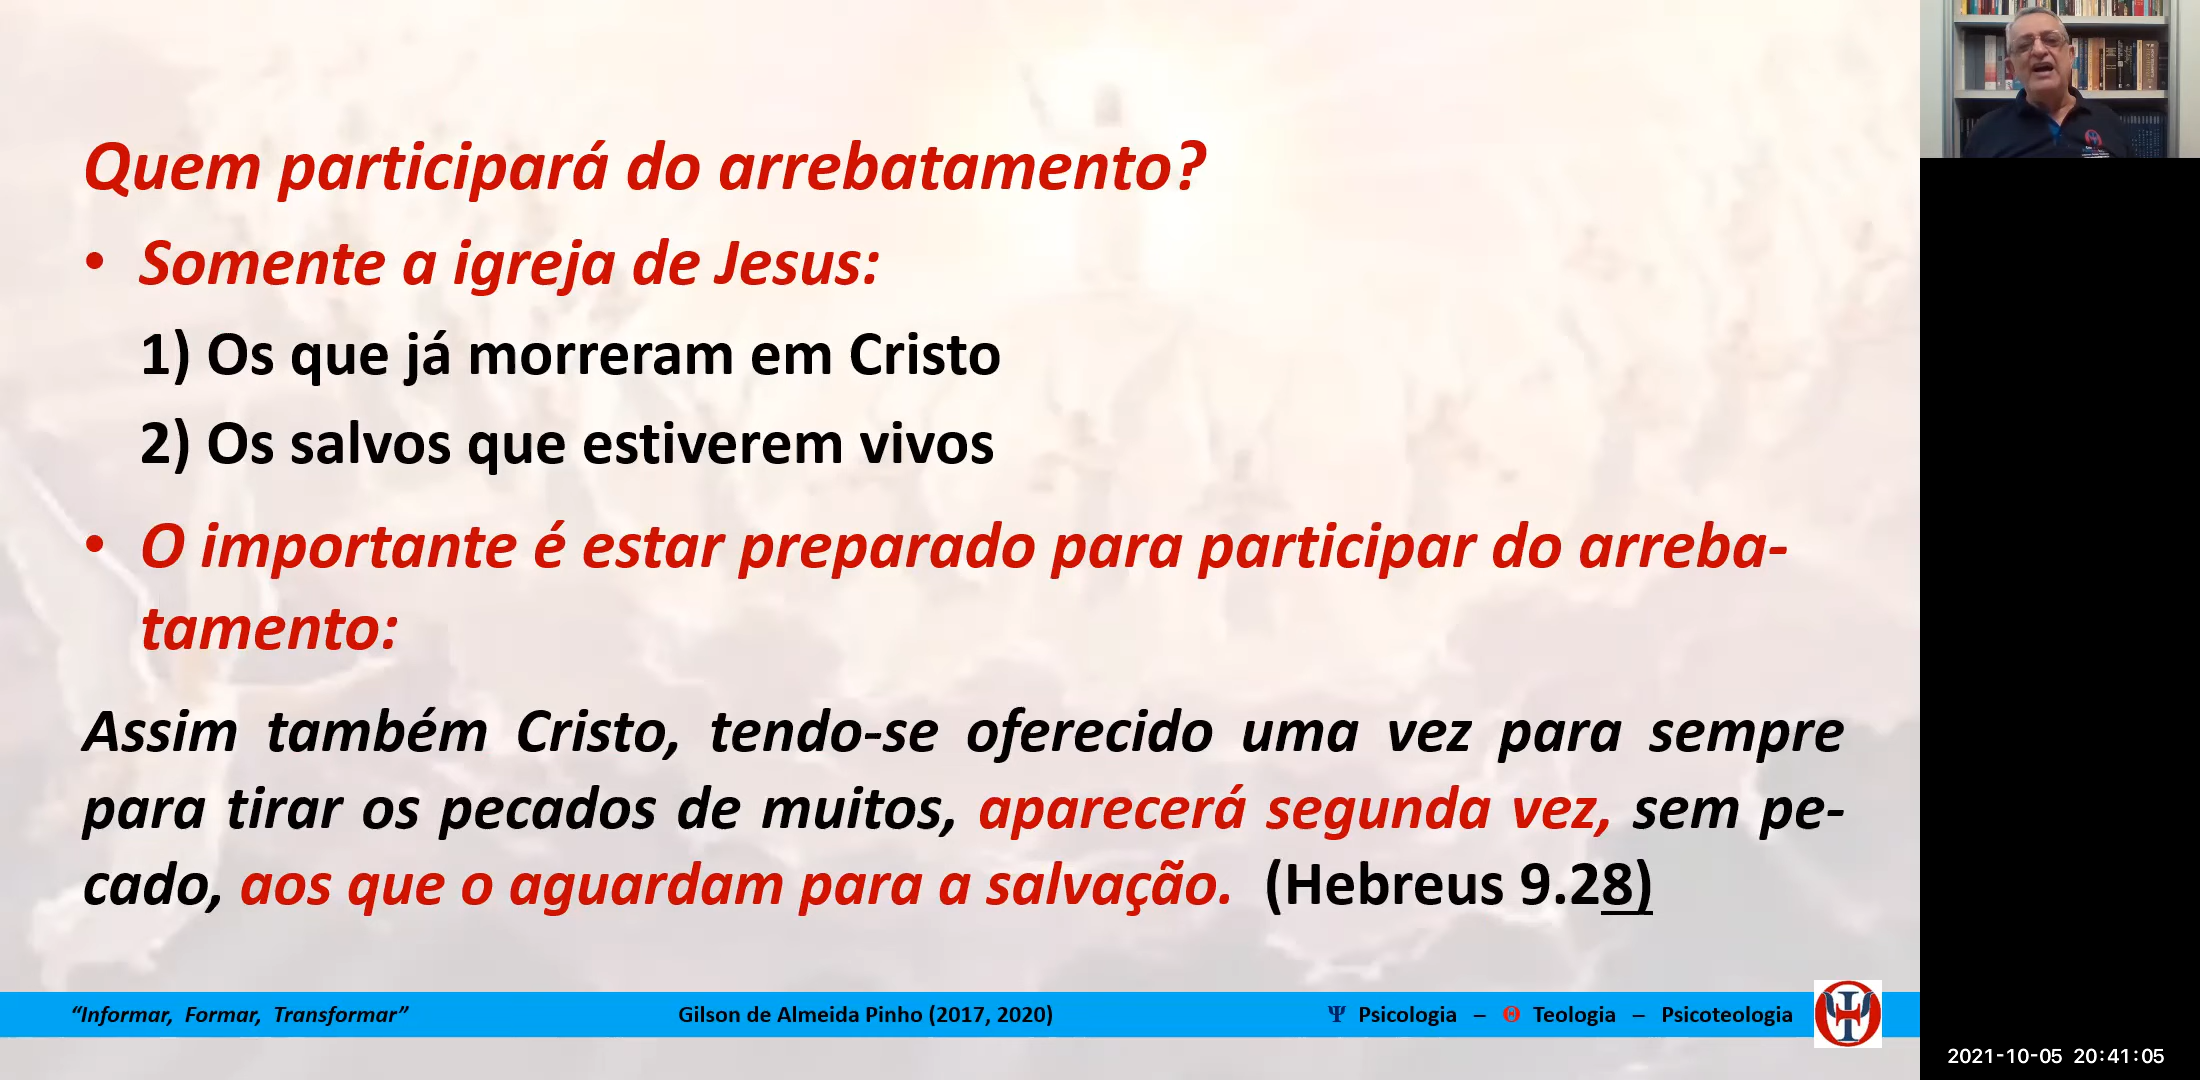 Quem participará do arrebatamento?
• Somente a igreja de Jesus:
1) Os que já morreram em Cristo
2) Os salvos que estiverem vivos
• O importante é estar preparado para participar do arreba-
tamento:
Assim também Cristo, tendo-se oferecido uma vez para sempre
para tirar os pecados de muitos, aparecerá segunda vez, sem pe-
cado, aos que o aguardam para a salvação. (Hebreus 9.28)
“Informar, Formar, Transformar” Gilson de Almeida Pinho (2017, 2020) Ψ Psicologia – Θ Teologia – Psicoteologia
2021-10-05 20:41:05